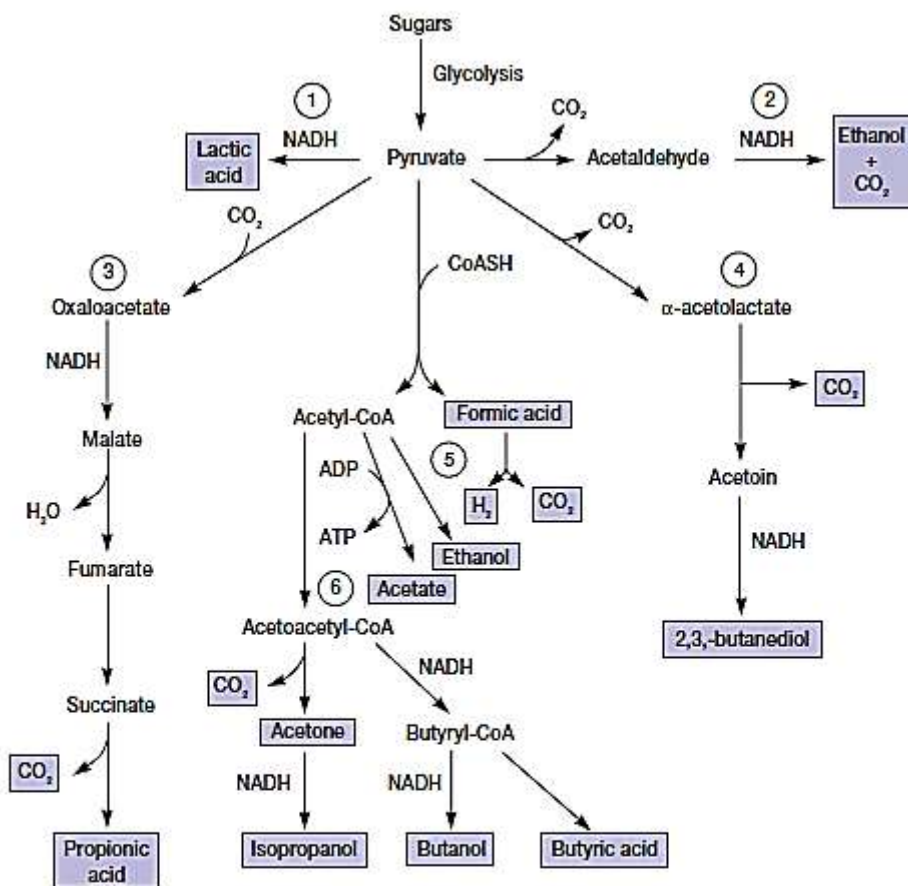 Sugars
Glycolysis
1
NADH
Lactic
acid
Pyruvate
CO₂
Acetaldehyde
2
NADH
Ethanol
+
CO₂
CO₂
3
Oxaloacetate
NADH
Malate
H₂O
Fumarate
Succinate
CO₂
Propionic
acid
CoASH
Acetyl-CoA
Formic acid
5
H₂
CO₂
ADP
ATP
Ethanol
Acetate
6
Acetoacetyl-CoA
CO₂
Acetone
NADH
Isopropanol
NADH
Butyryl-CoA
NADH
Butanol
Butyric acid
CO₂
4
α-acetolactate
CO₂
Acetoin
NADH
2,3,-butanediol